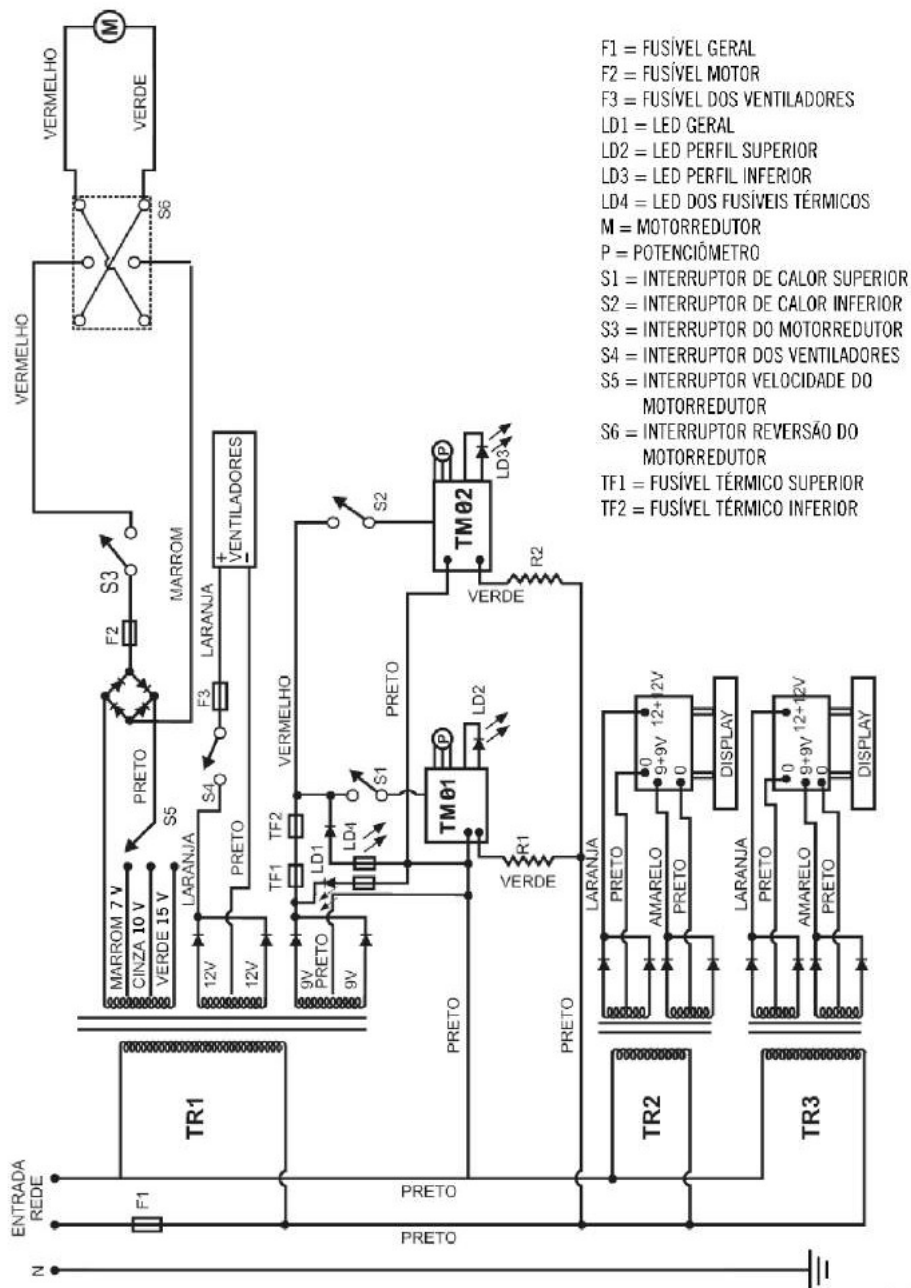 F1 = FUSÍVEL GERAL
F2 = FUSÍVEL MOTOR
F3 = FUSÍVEL DOS VENTILADORES
LD1 = LED GERAL
LD2 = LED PERFIL SUPERIOR
LD3 = LED PERFIL INFERIOR
LD4 = LED DOS FUSÍVEIS TÉRMICOS
M = MOTORREDUTOR
P = POTENCIÔMETRO
S1 = INTERRUPTOR DE CALOR SUPERIOR
S2 = INTERRUPTOR DE CALOR INFERIOR
S3 = INTERRUPTOR DO MOTORREDUTOR
S4 = INTERRUPTOR DOS VENTILADORES
S5 = INTERRUPTOR VELOCIDADE DO
MOTORREDUTOR
S6 = INTERRUPTOR REVERSÃO DO
MOTORREDUTOR
TF1 = FUSÍVEL TÉRMICO SUPERIOR
TF2 = FUSÍVEL TÉRMICO INFERIOR
M
VERMELHO
VERDE
S6
VERMELHO
S3
F2
MARROM
PRETO
S5
MARROM 7 V
CINZA 10 V
VERDE 15 V
VENTILADORES
+
−
LARANJA
F3
S4
LARANJA
PRETO
12V
12V
S2
VERMELHO
TM02
P
LD3
R2
VERDE
PRETO
S1
TM01
P
LD2
R1
VERDE
TF2
TF1
LD4
LD1
9V
PRETO
9V
PRETO
PRETO
LARANJA
PRETO
AMARELO
PRETO
0
12+12V
9+9V
0
DISPLAY
LARANJA
PRETO
AMARELO
PRETO
0
12+12V
9+9V
0
DISPLAY
TR1
TR2
TR3
ENTRADA
REDE
F1
PRETO
PRETO
N